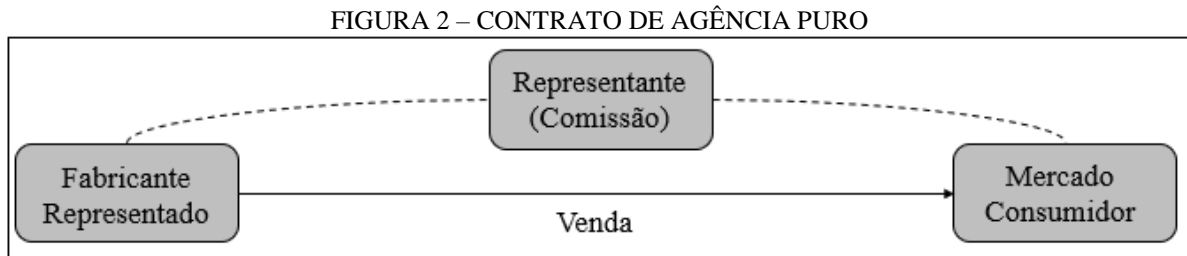 FIGURA 2 – CONTRATO DE AGÊNCIA PURO
Representante
(Comissão)
Fabricante
Representado
Mercado
Consumidor
Venda